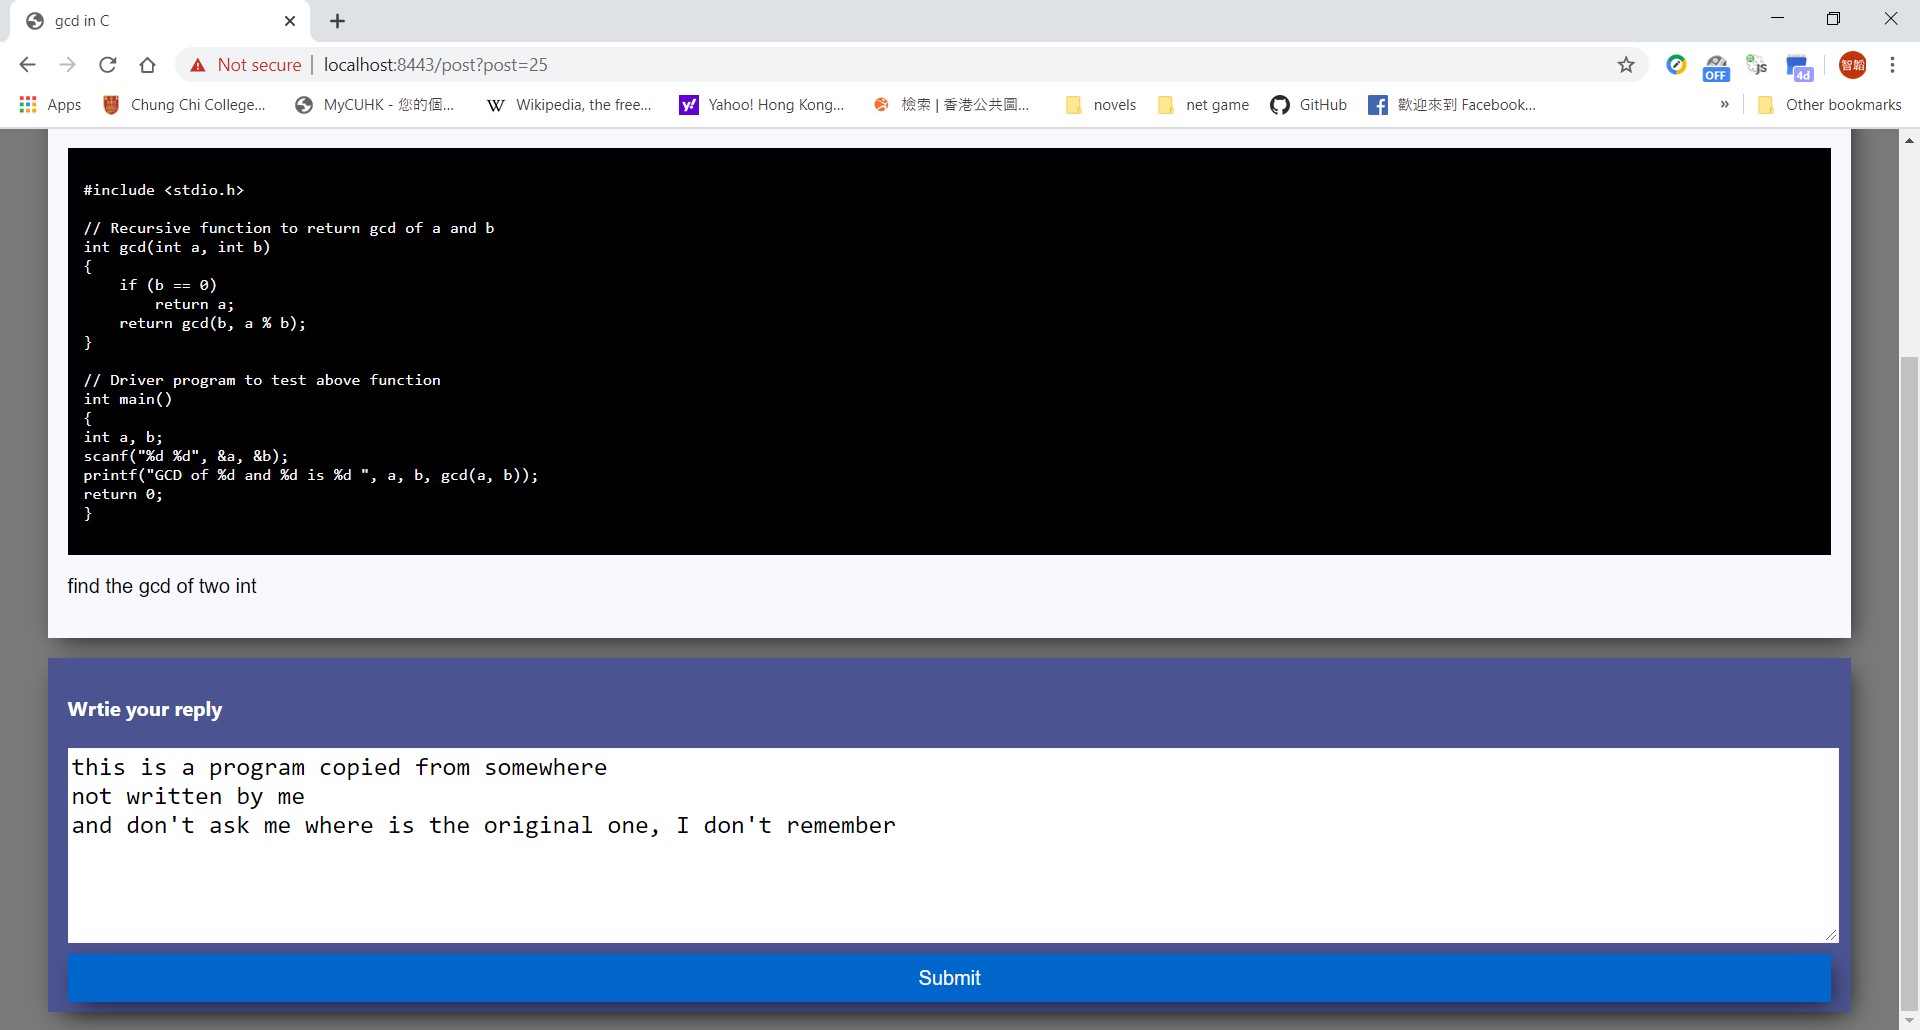 gcd in C
Not secure | localhost:8443/post?post=25
OFF
js
4d
智韜
Apps
Chung Chi College...
MyCUHK - 您的個...
W Wikipedia, the free...
y! Yahoo! Hong Kong...
檢索 | 香港公共圖...
novels
net game
GitHub
歡迎來到 Facebook...
»
Other bookmarks
#include <stdio.h>
// Recursive function to return gcd of a and b
int gcd(int a, int b)
{
    if (b == 0)
        return a;
    return gcd(b, a % b);
}
// Driver program to test above function
int main()
{
int a, b;
scanf("%d %d", &a, &b);
printf("GCD of %d and %d is %d ", a, b, gcd(a, b));
return 0;
}
find the gcd of two int
Wrtie your reply
this is a program copied from somewhere
not written by me
and don't ask me where is the original one, I don't remember
Submit